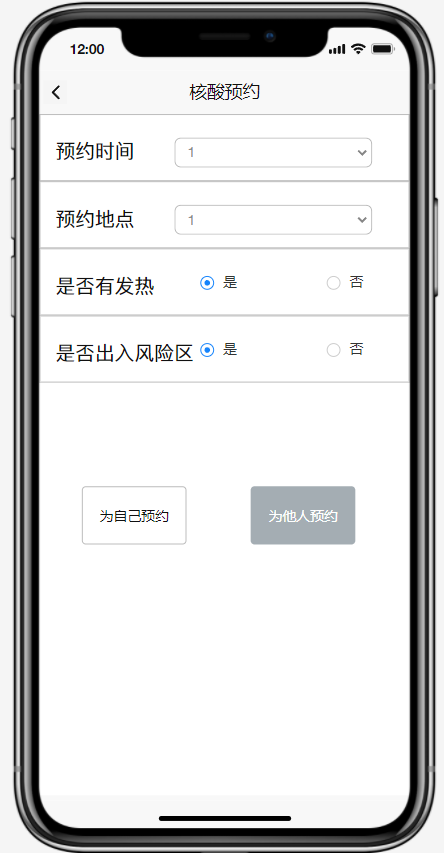 12:00
核酸预约
预约时间 1
预约地点 1
是否有发热 是 否
是否出入风险区 是 否
为自己预约 为他人预约